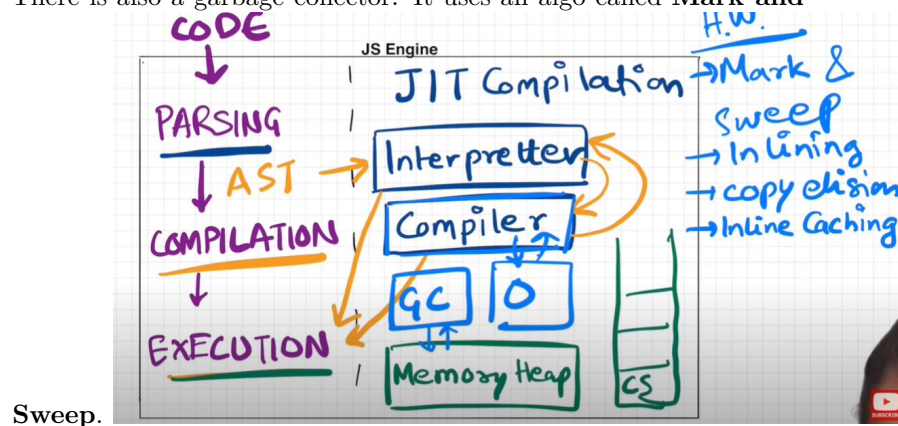 There is also a garbage collector. It uses an algo called Mark and
CODE
JS Engine
H.W.
JIT Compilation
→Mark &
Sweep
PARSING
Interpretter
→Inlining
AST
→copy elision
Compiler
→Inline Caching
COMPILATION
GC
O
EXECUTION
Memory Heap
CS
Sweep.
SUBSCRIBE